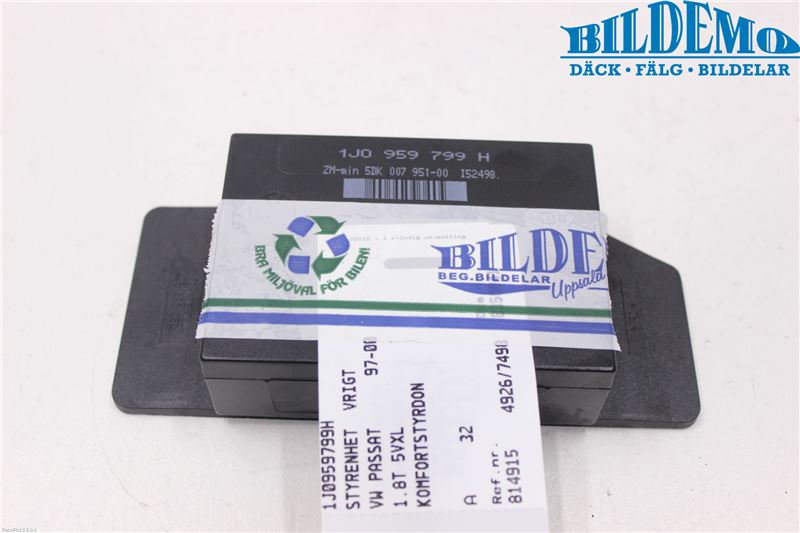 BILDEMO
DÄCK • FÄLG • BILDELAR
1J0 959 799 H
ZM-min 5DK 007 951-00 I52498.
BRA MILJÖVAL FÖR BILEN!
BILDE
BEG.BILDELAR
Uppsala
1J0959799H
STYRENHET VRIGT
VW PASSAT 97-00
1.8T 5VXL
KOMFORTSTYRDON
A 32
Ref.nr. 4926/7498
814915